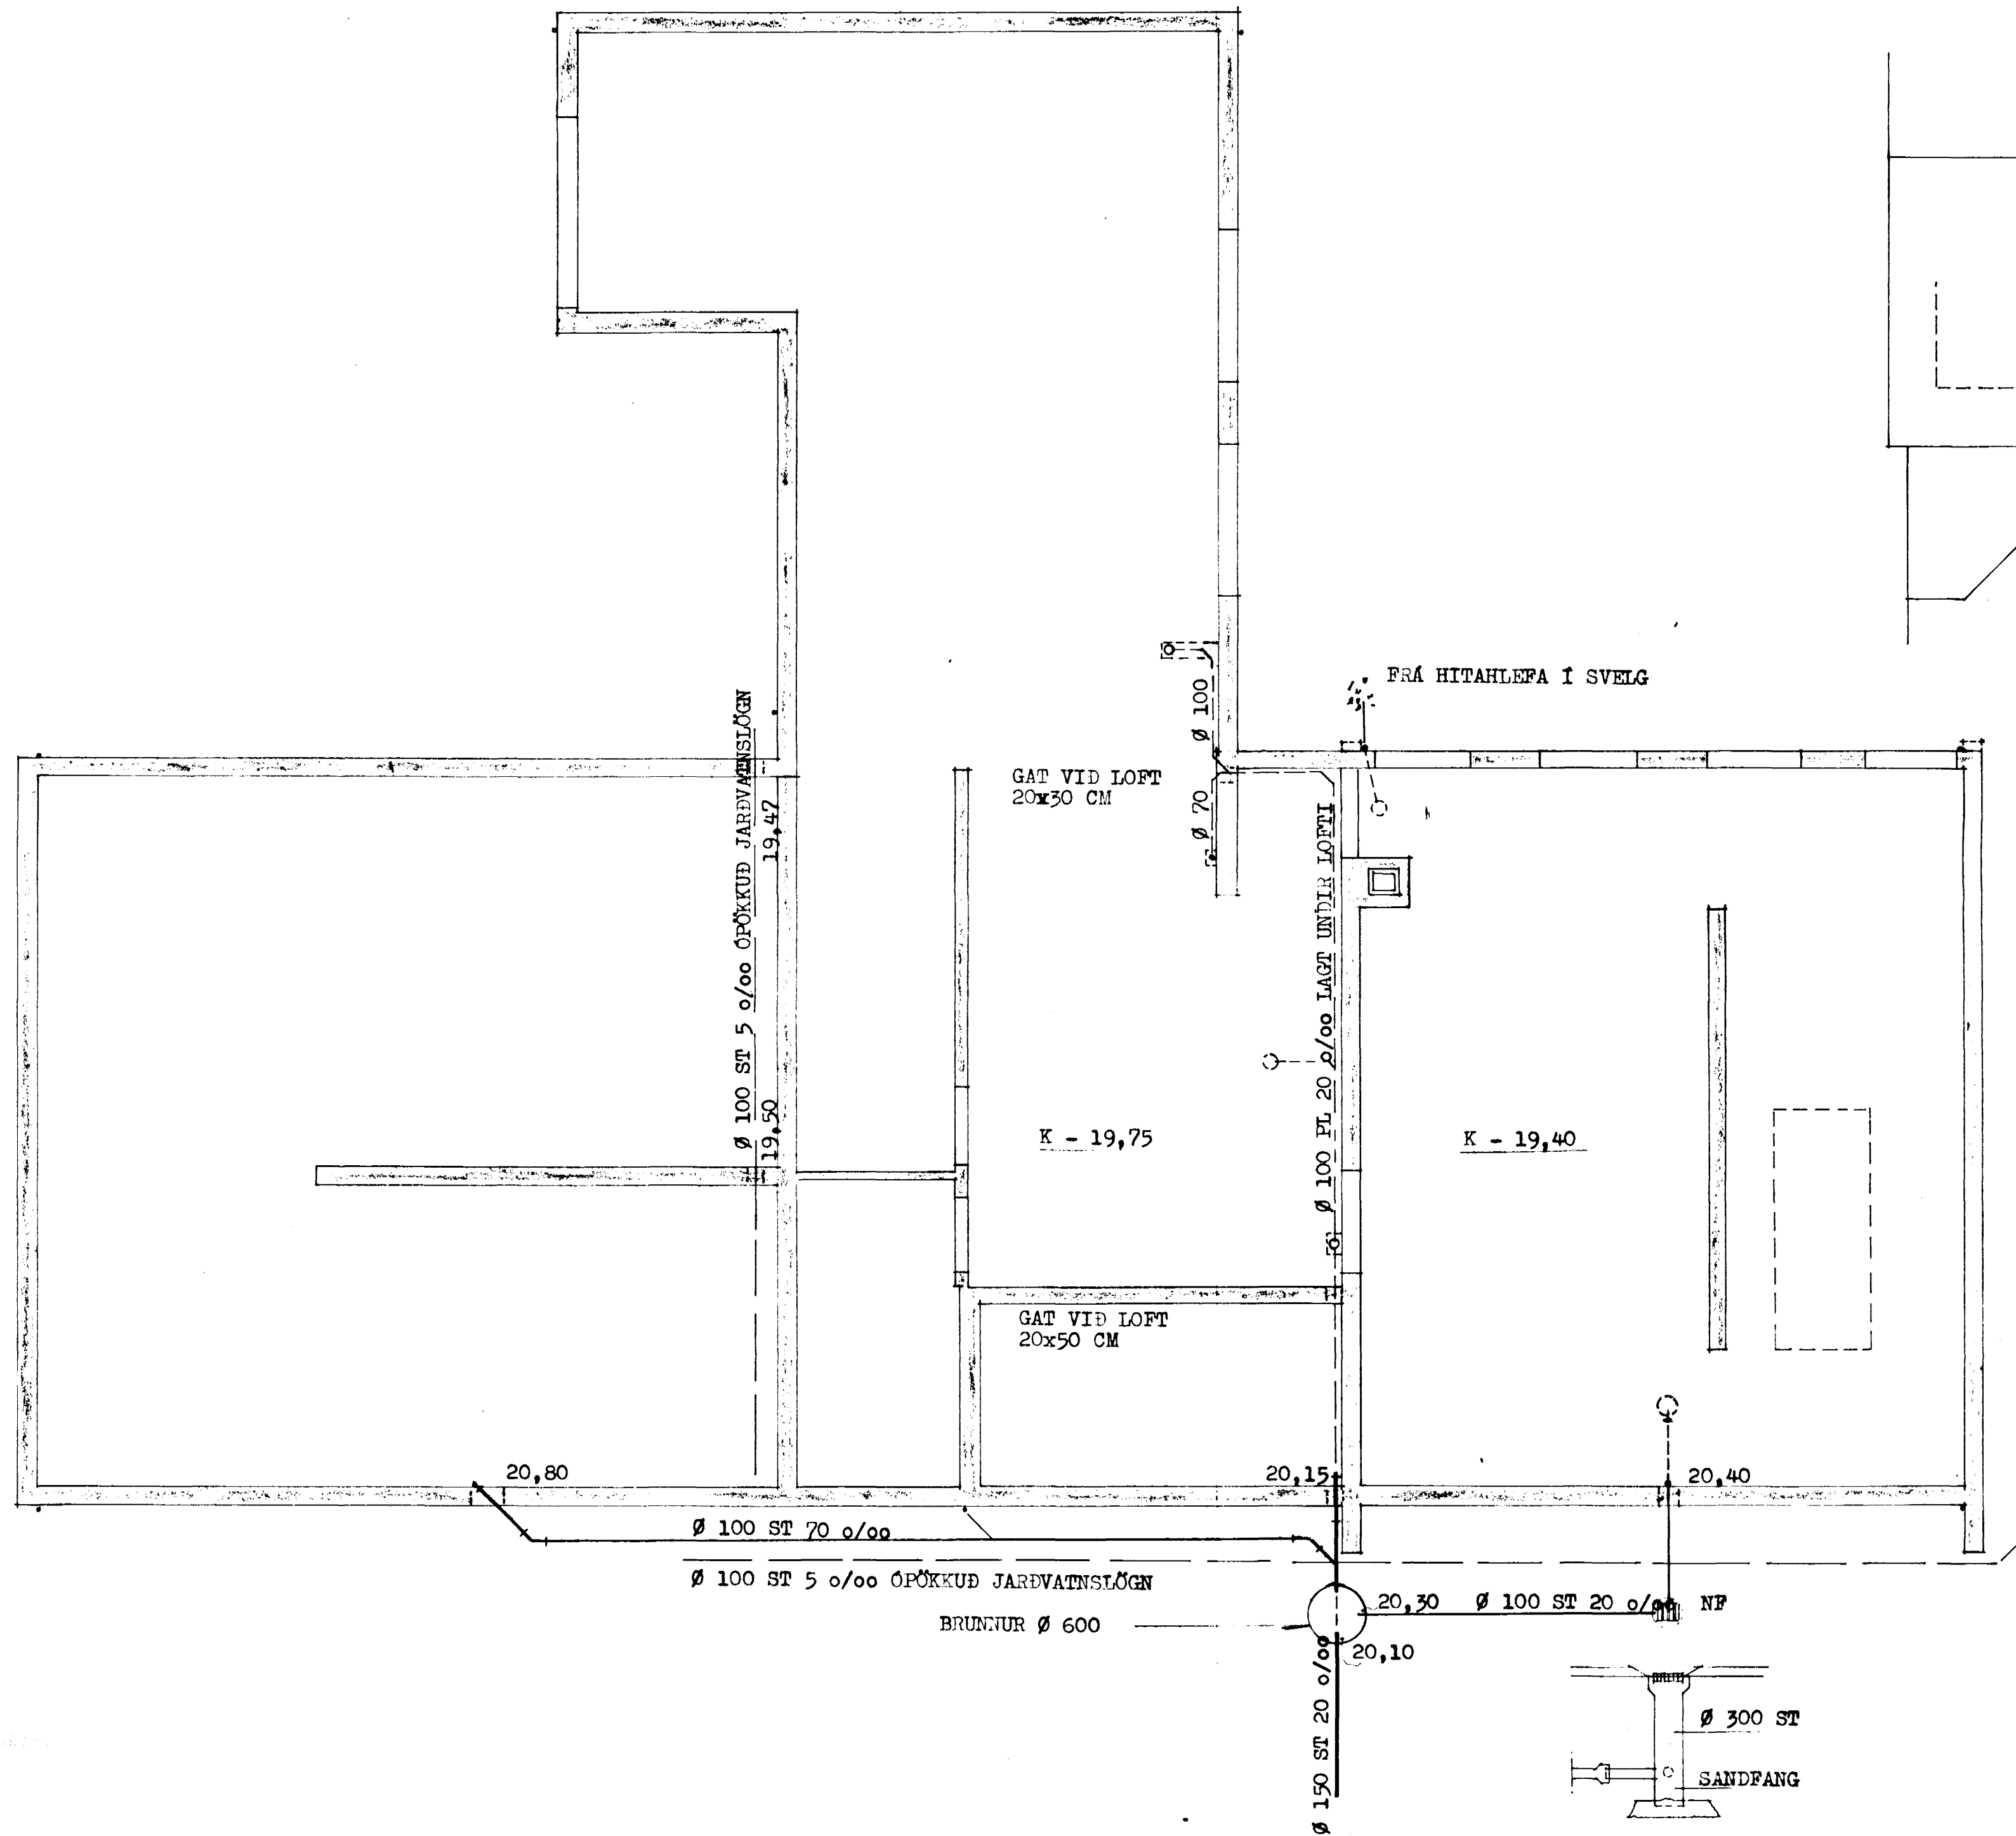 FRÁ HITAHLEFA Í SVELG
Ø 100
GAT VIÐ LOFT
20x30 CM
Ø 70
Ø 100 ST 5 o/oo ÓPÖKKUÐ JARÐVATNSLÖGN
19,47
19,50
Ø 100 PL 20 o/oo LAGT UNDIR LOFTI
K - 19,75
K - 19,40
GAT VIÐ LOFT
20x50 CM
20,80
20,15
20,40
Ø 100 ST 70 o/oo
Ø 100 ST 5 o/oo ÓPÖKKUÐ JARÐVATNSLÖGN
BRUNNUR Ø 600
20,30
Ø 100 ST 20 o/oo
NF
20,10
Ø 150 ST 20 o/oo
Ø 300 ST
SANDFANG